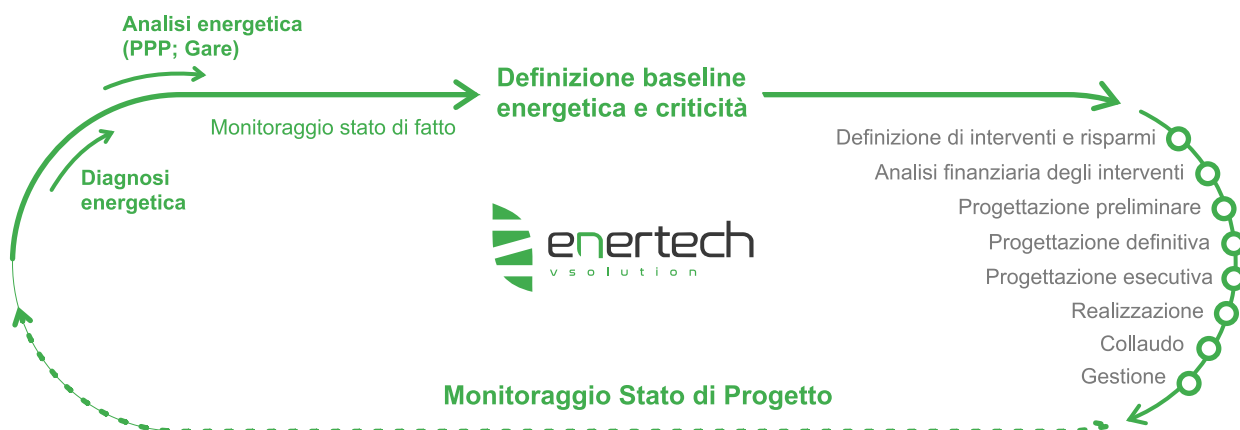 Analisi energetica
(PPP; Gare)
Definizione baseline
energetica e criticità
Monitoraggio stato di fatto
Diagnosi
energetica
Definizione di interventi e risparmi
Analisi finanziaria degli interventi
Progettazione preliminare
Progettazione definitiva
Progettazione esecutiva
Realizzazione
Collaudo
Gestione
enertech
vsolution
Monitoraggio Stato di Progetto